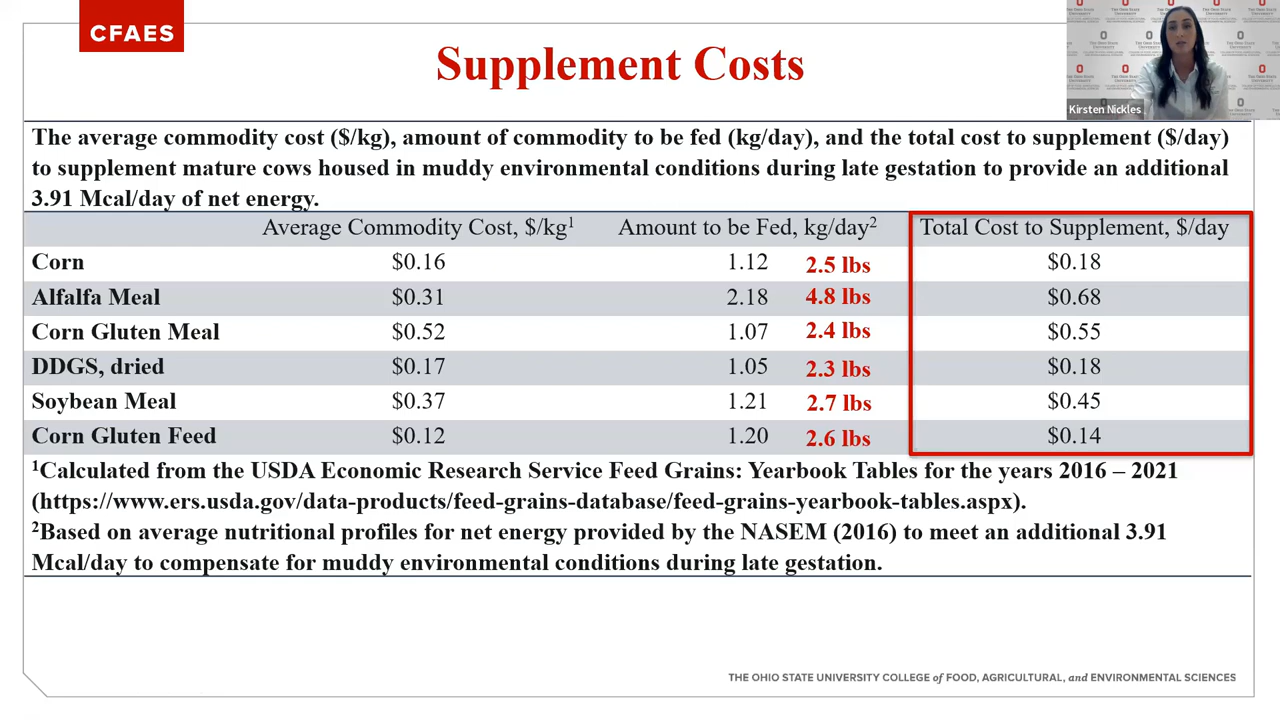 CFAES
Supplement Costs
Kirsten Nickles
The average commodity cost ($/kg), amount of commodity to be fed (kg/day), and the total cost to supplement ($/day)
to supplement mature cows housed in muddy environmental conditions during late gestation to provide an additional
3.91 Mcal/day of net energy.
Average Commodity Cost, $/kg¹ Amount to be Fed, kg/day² Total Cost to Supplement, $/day
Corn $0.16 1.12 2.5 lbs $0.18
Alfalfa Meal $0.31 2.18 4.8 lbs $0.68
Corn Gluten Meal $0.52 1.07 2.4 lbs $0.55
DDGS, dried $0.17 1.05 2.3 lbs $0.18
Soybean Meal $0.37 1.21 2.7 lbs $0.45
Corn Gluten Feed $0.12 1.20 2.6 lbs $0.14
¹Calculated from the USDA Economic Research Service Feed Grains: Yearbook Tables for the years 2016 – 2021
(https://www.ers.usda.gov/data-products/feed-grains-database/feed-grains-yearbook-tables.aspx).
²Based on average nutritional profiles for net energy provided by the NASEM (2016) to meet an additional 3.91
Mcal/day to compensate for muddy environmental conditions during late gestation.
THE OHIO STATE UNIVERSITY COLLEGE of FOOD, AGRICULTURAL, and ENVIRONMENTAL SCIENCES